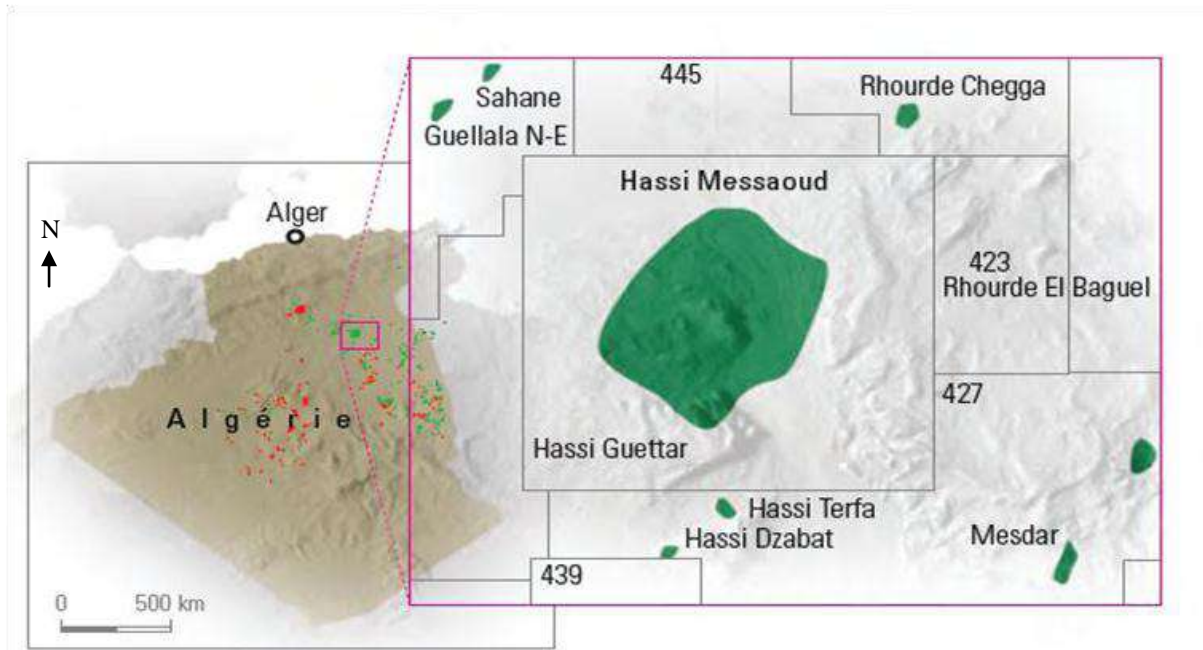 445
Rhourde Chegga
Sahane
Guellala N-E
Hassi Messaoud
Alger
N
423
Rhourde El Baguel
427
Algérie
Hassi Guettar
Hassi Terfa
Hassi Dzabat
Mesdar
439
0 500 km